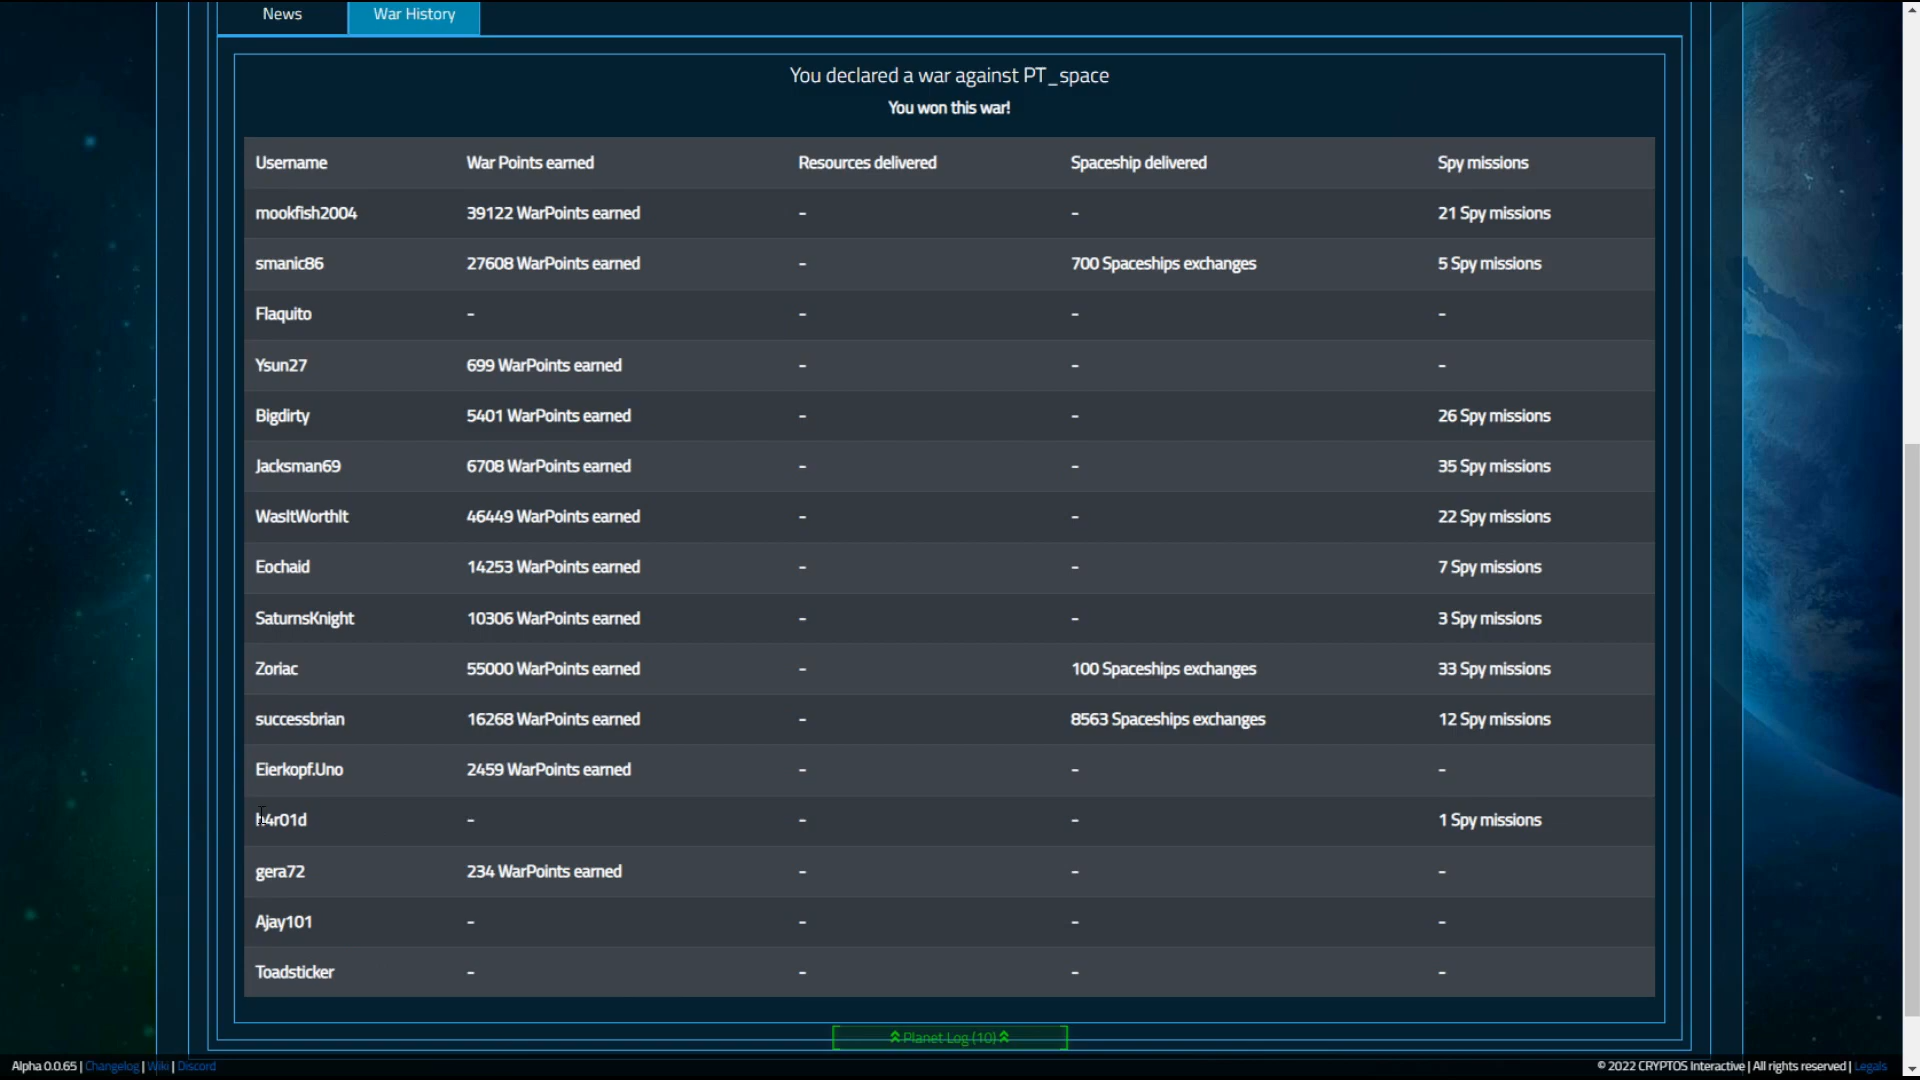 News War History
You declared a war against PT_space
You won this war!
Username War Points earned Resources delivered Spaceship delivered Spy missions
mookfish2004 39122 WarPoints earned - - 21 Spy missions
smanic86 27608 WarPoints earned - 700 Spaceships exchanges 5 Spy missions
Flaquito - - - -
Ysun27 699 WarPoints earned - - -
Bigdirty 5401 WarPoints earned - - 26 Spy missions
Jacksman69 6708 WarPoints earned - - 35 Spy missions
WasItWorthIt 46449 WarPoints earned - - 22 Spy missions
Eochaid 14253 WarPoints earned - - 7 Spy missions
SaturnsKnight 10306 WarPoints earned - - 3 Spy missions
Zoriac 55000 WarPoints earned - 100 Spaceships exchanges 33 Spy missions
successbrian 16268 WarPoints earned - 8563 Spaceships exchanges 12 Spy missions
Eierkopf.Uno 2459 WarPoints earned - - -
h4r01d - - - 1 Spy missions
gera72 234 WarPoints earned - - -
Ajay101 - - - -
Toadsticker - - - -
Planet Log (10)
Alpha 0.0.65 | Changelog | Wiki | Discord © 2022 CRYPTOS Interactive | All rights reserved | Legals